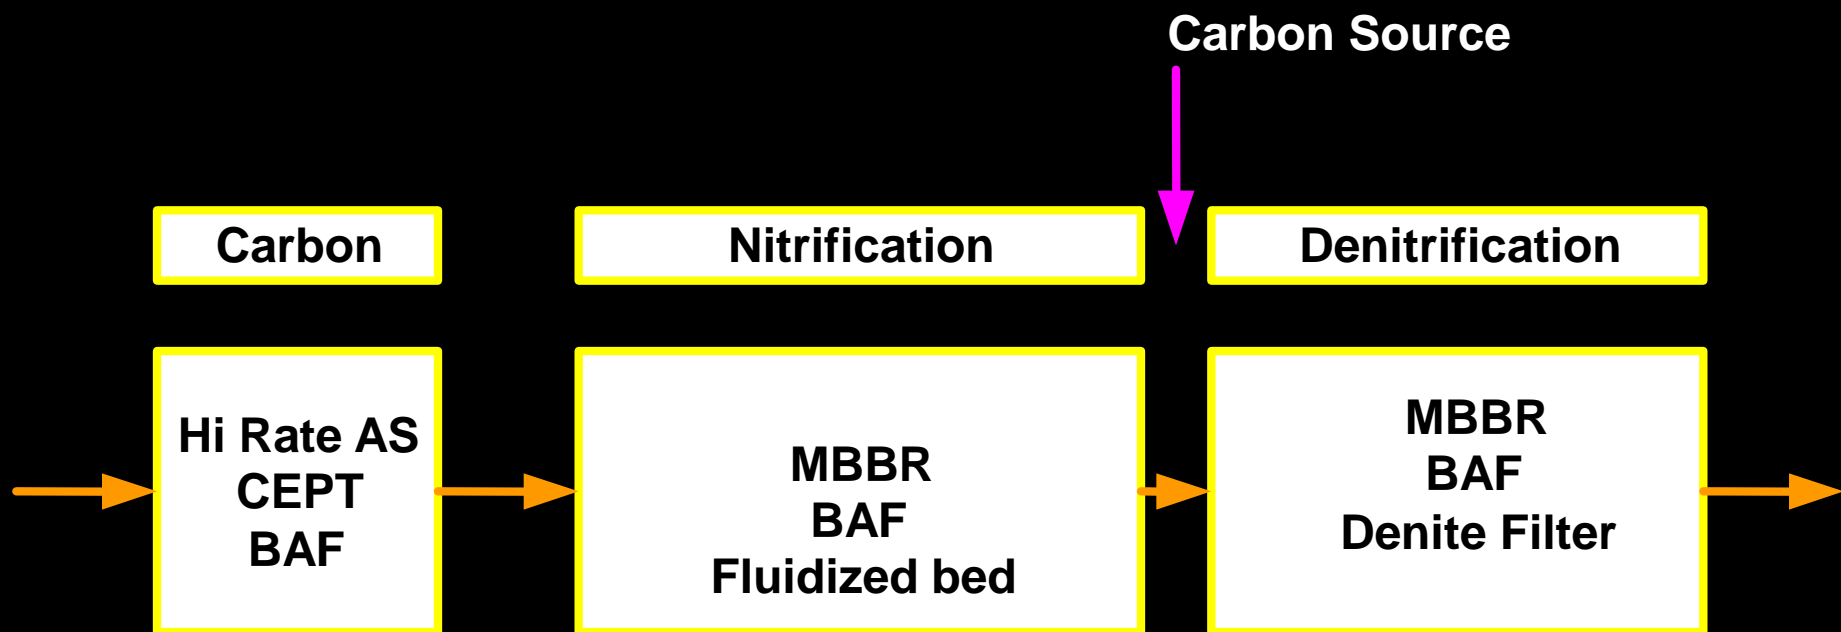 Carbon Source
Carbon
Nitrification
Denitrification
Hi Rate AS
CEPT
BAF
MBBR
BAF
Fluidized bed
MBBR
BAF
Denite Filter